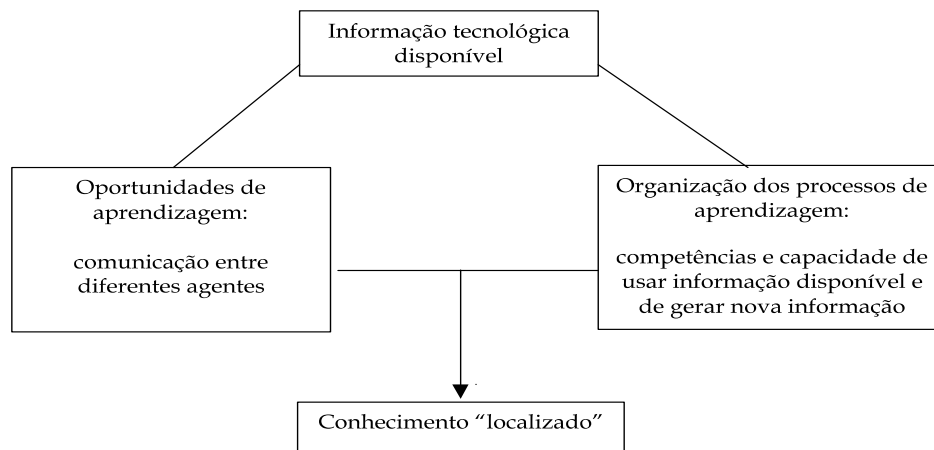 Informação tecnológica
disponível
Oportunidades de
aprendizagem:
comunicação entre
diferentes agentes
Organização dos processos de
aprendizagem:
competências e capacidade de
usar informação disponível e
de gerar nova informação
Conhecimento “localizado”